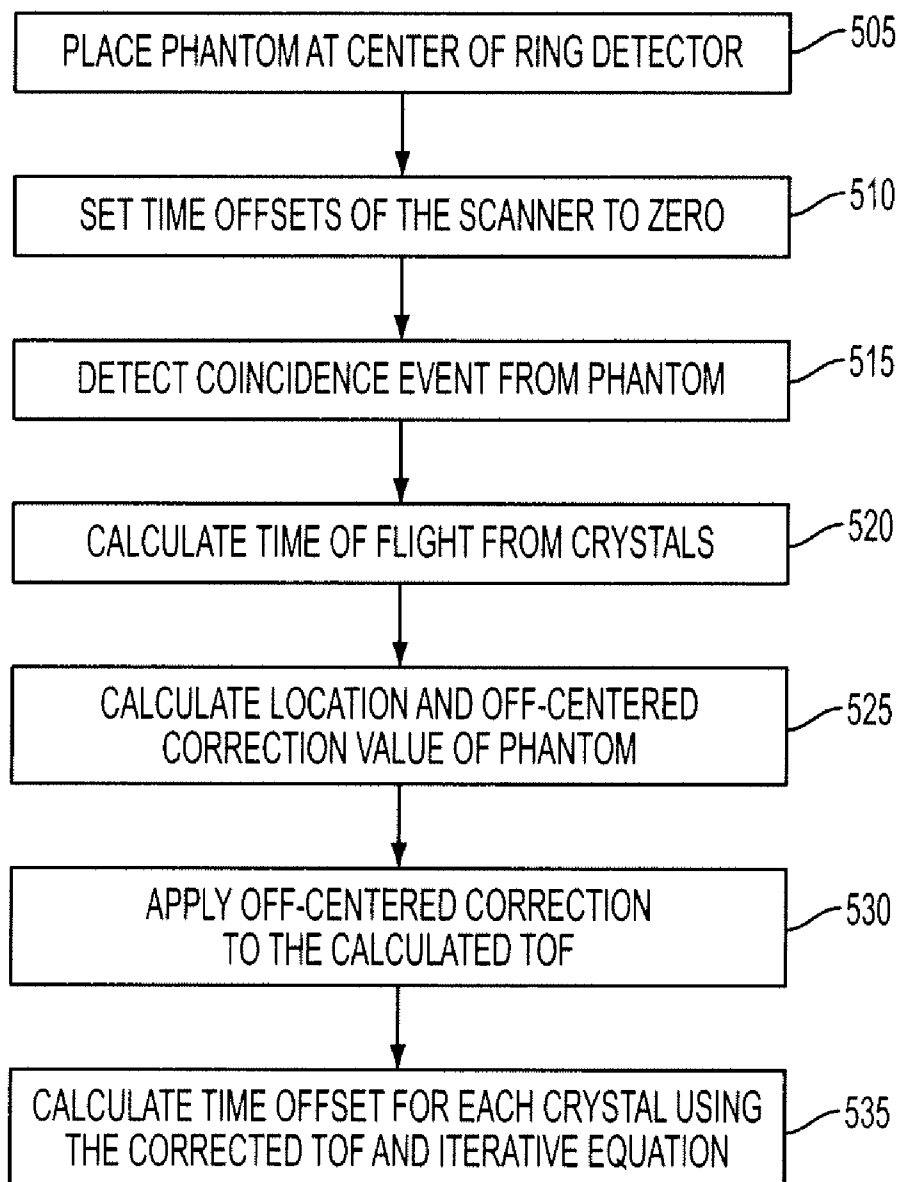 PLACE PHANTOM AT CENTER OF RING DETECTOR
505
SET TIME OFFSETS OF THE SCANNER TO ZERO
510
DETECT COINCIDENCE EVENT FROM PHANTOM
515
CALCULATE TIME OF FLIGHT FROM CRYSTALS
520
CALCULATE LOCATION AND OFF-CENTERED
CORRECTION VALUE OF PHANTOM
525
APPLY OFF-CENTERED CORRECTION
TO THE CALCULATED TOF
530
CALCULATE TIME OFFSET FOR EACH CRYSTAL USING
THE CORRECTED TOF AND ITERATIVE EQUATION
535